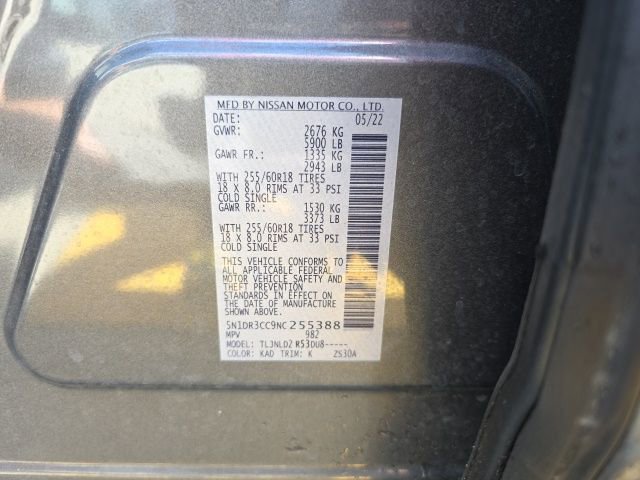 MFD BY NISSAN MOTOR CO., LTD.
DATE: 05/22
GVWR: 2676 KG
5900 LB
GAWR FR.: 1335 KG
2943 LB
WITH 255/60R18 TIRES
18 X 8.0 RIMS AT 33 PSI
COLD SINGLE
GAWR RR.: 1530 KG
3373 LB
WITH 255/60R18 TIRES
18 X 8.0 RIMS AT 33 PSI
COLD SINGLE
THIS VEHICLE CONFORMS TO
ALL APPLICABLE FEDERAL
MOTOR VEHICLE SAFETY AND
THEFT PREVENTION
STANDARDS IN EFFECT ON
THE DATE OF MANUFACTURE
SHOWN ABOVE.
5N1DR3CC9NC255388
MPV 982
MODEL: TLJNLDZ R53DU8-----
COLOR: KAD TRIM: K ZS30A